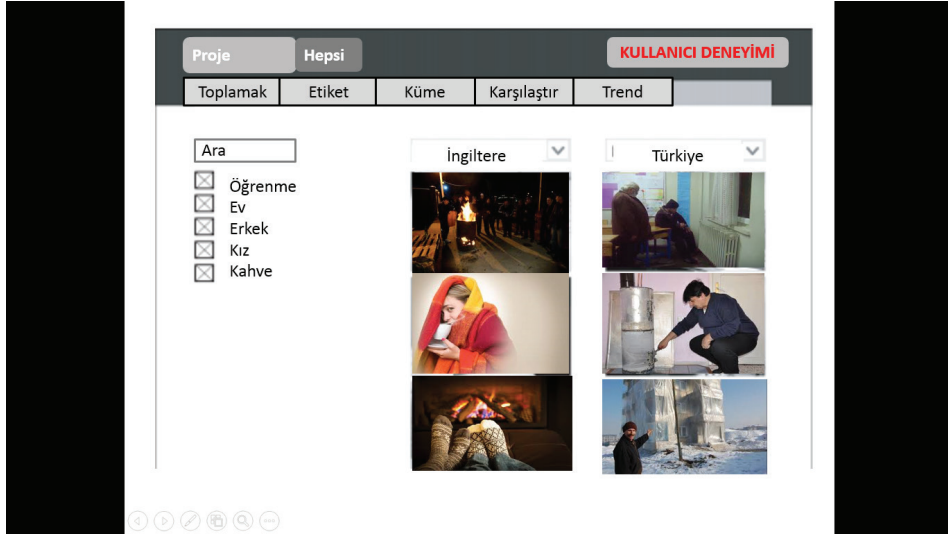 Proje
Hepsi
KULLANICI DENEYİMİ
Toplamak
Etiket
Küme
Karşılaştır
Trend
Ara
Öğrenme
Ev
Erkek
Kız
Kahve
İngiltere
Türkiye